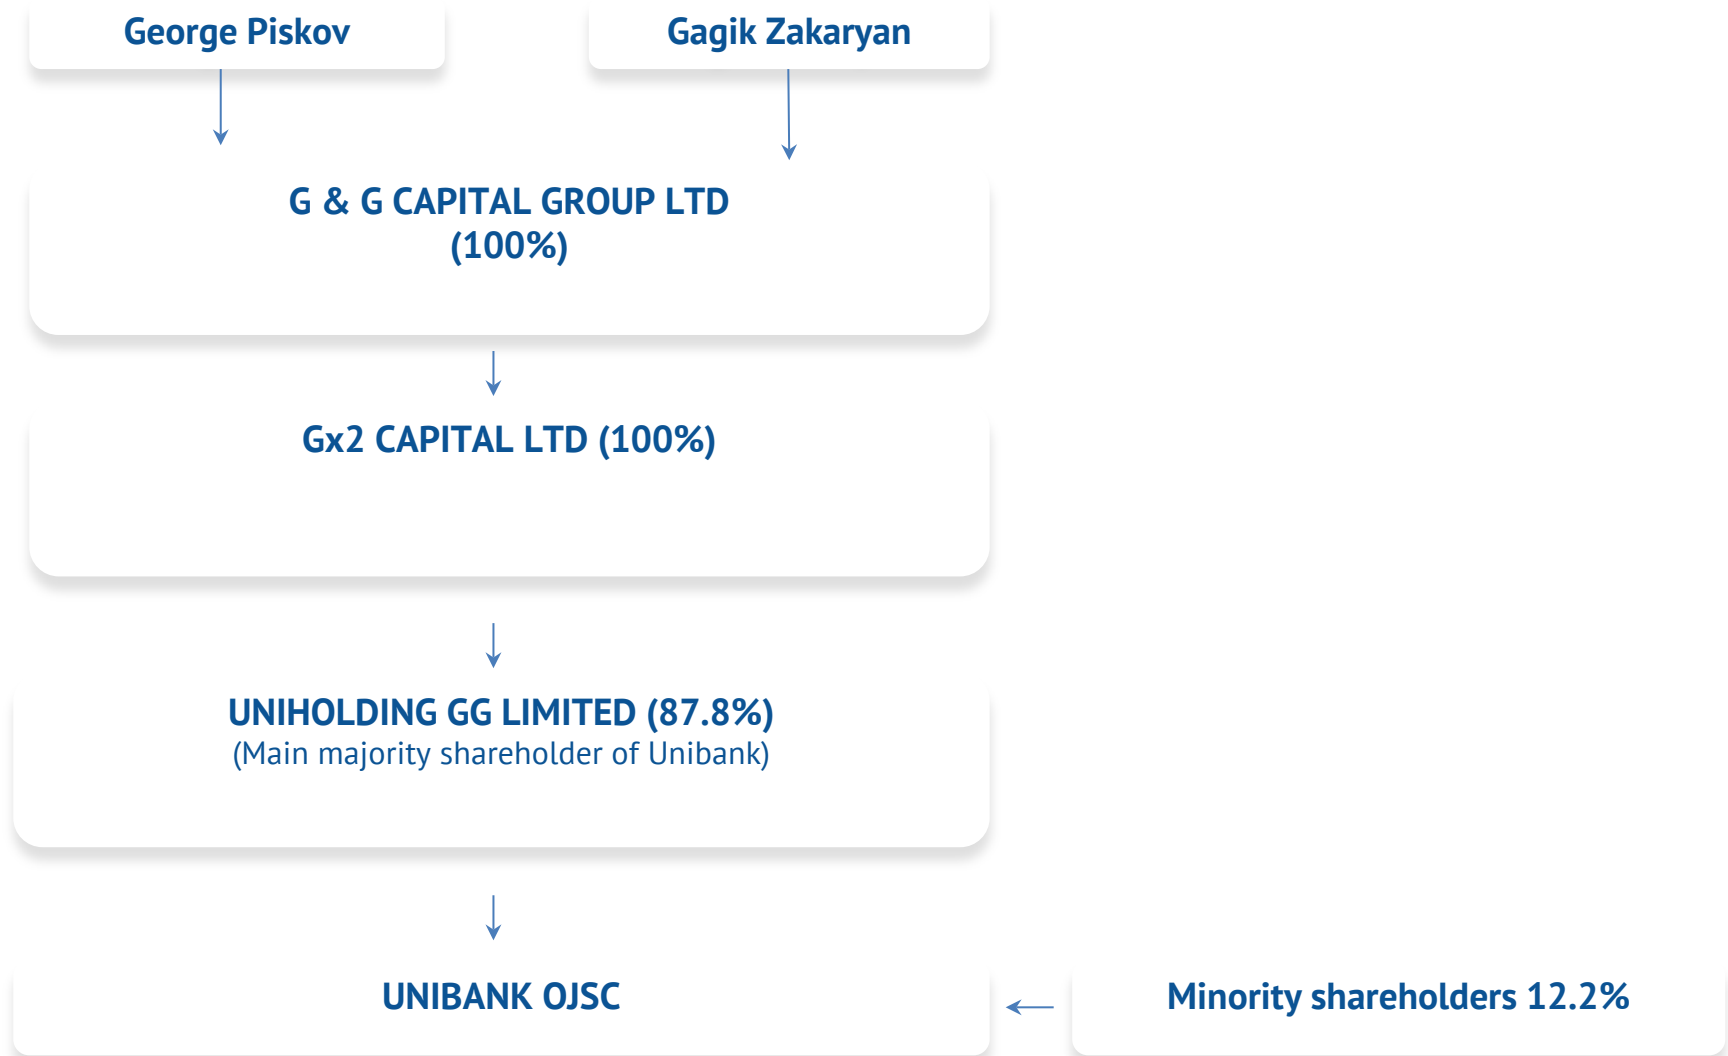 George Piskov
Gagik Zakaryan
G & G CAPITAL GROUP LTD
(100%)
Gx2 CAPITAL LTD (100%)
UNIHOLDING GG LIMITED (87.8%)
(Main majority shareholder of Unibank)
UNIBANK OJSC
Minority shareholders 12.2%